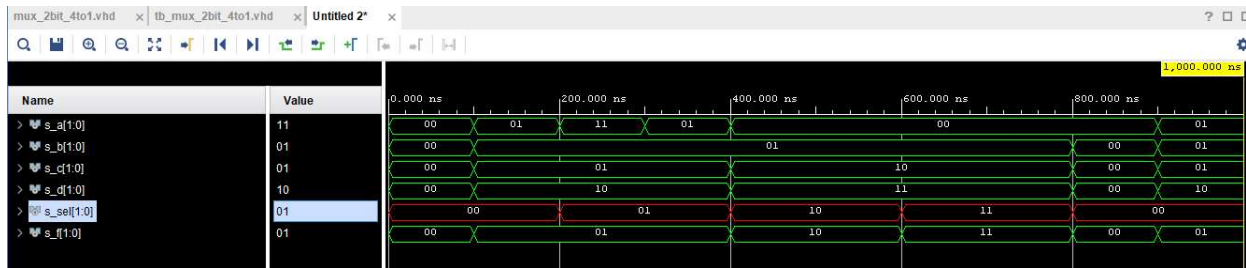 mux_2bit_4to1.vhd × tb_mux_2bit_4to1.vhd × Untitled 2* ×
1,000.000 ns
Name Value 0.000 ns 200.000 ns 400.000 ns 600.000 ns 800.000 ns
s_a[1:0] 11 00 01 11 01 00 01
s_b[1:0] 01 00 01 00 01
s_c[1:0] 01 00 01 10 00 01
s_d[1:0] 10 00 10 11 00 10
s_sel[1:0] 01 00 01 10 11 00
s_f[1:0] 01 00 01 10 11 00 01